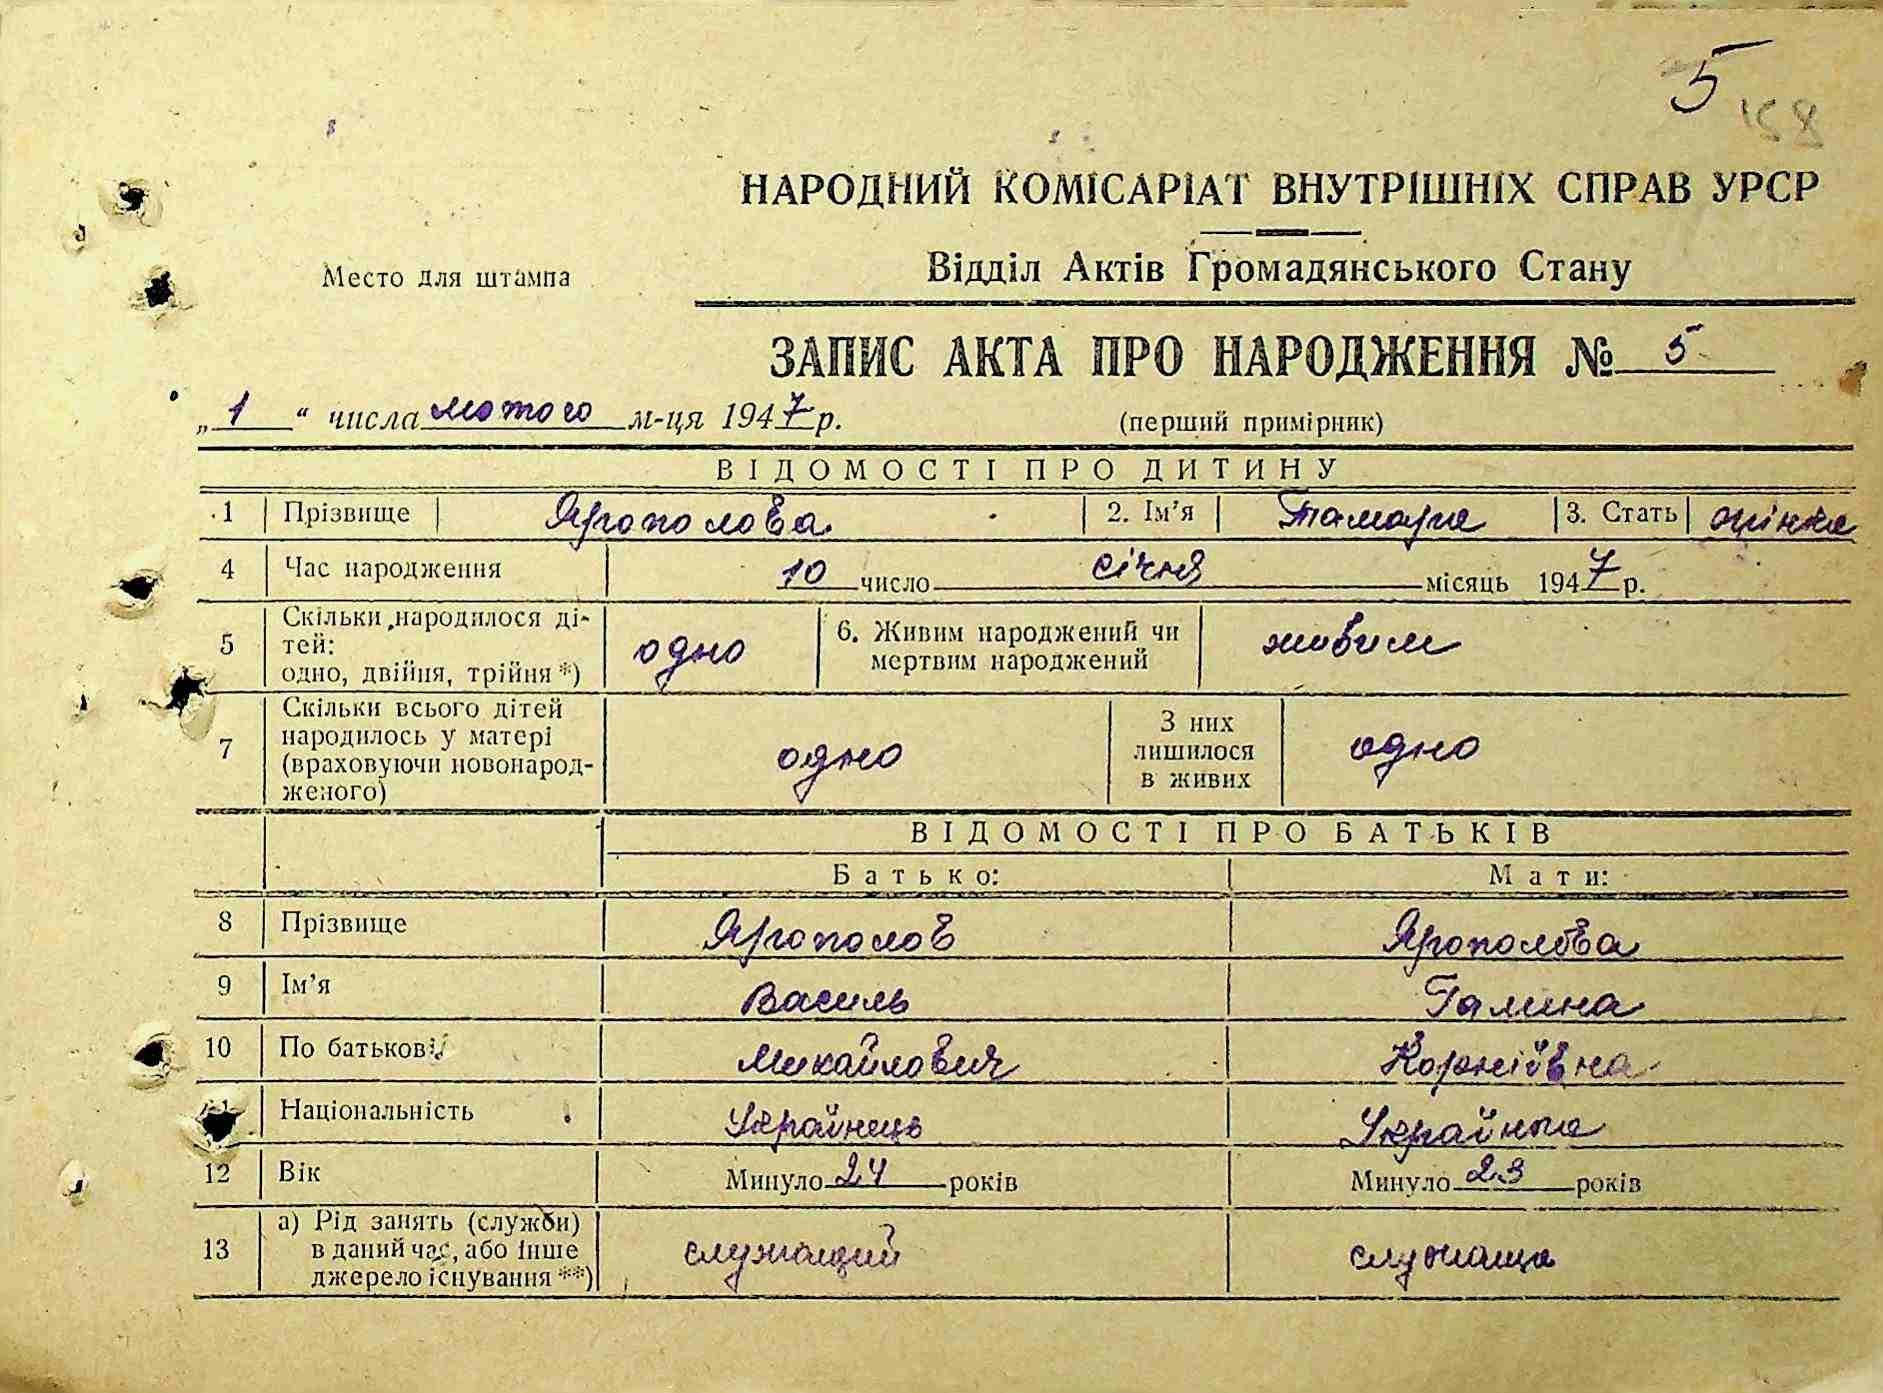 5
158
НАРОДНИЙ КОМІСАРІАТ ВНУТРІШНІХ СПРАВ УРСР
Место для штампа
Відділ Актів Громадянського Стану
ЗАПИС АКТА ПРО НАРОДЖЕННЯ № 5
„1“ числа лютого м-ця 1947 р. (перший примірник)
ВІДОМОСТІ ПРО ДИТИНУ
1 Прізвище Ярополова 2. Ім'я Тамара 3. Стать жінка
4 Час народження 10 число січня місяць 1947 р.
5 Скільки народилося ді-
тей:
одно, двійня, трійня *) одно 6. Живим народжений чи
мертвим народжений живим
7 Скільки всього дітей
народилось у матері
(враховуючи новонарод-
женого) одно З них
лишилося
в живих одно
ВІДОМОСТІ ПРО БАТЬКІВ
Батько: Мати:
8 Прізвище Ярополов Ярополова
9 Ім'я Василь Галина
10 По батькові Михайлович Корніївна
11 Національність Українець Українка
12 Вік Минуло 24 років Минуло 23 років
13 а) Рід занять (служби)
в даний час, або інше
джерело існування **) служащий служаща